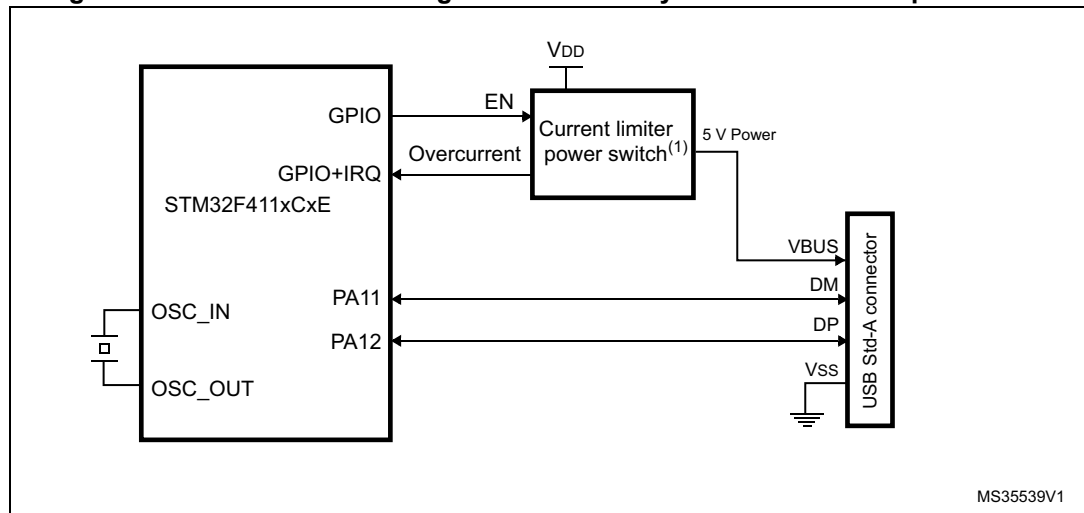 VDD
GPIO
EN
Current limiter
power switch(1)
5 V Power
Overcurrent
GPIO+IRQ
STM32F411xCxE
VBUS
PA11
DM
OSC_IN
PA12
DP
OSC_OUT
VSS
USB Std-A connector
MS35539V1